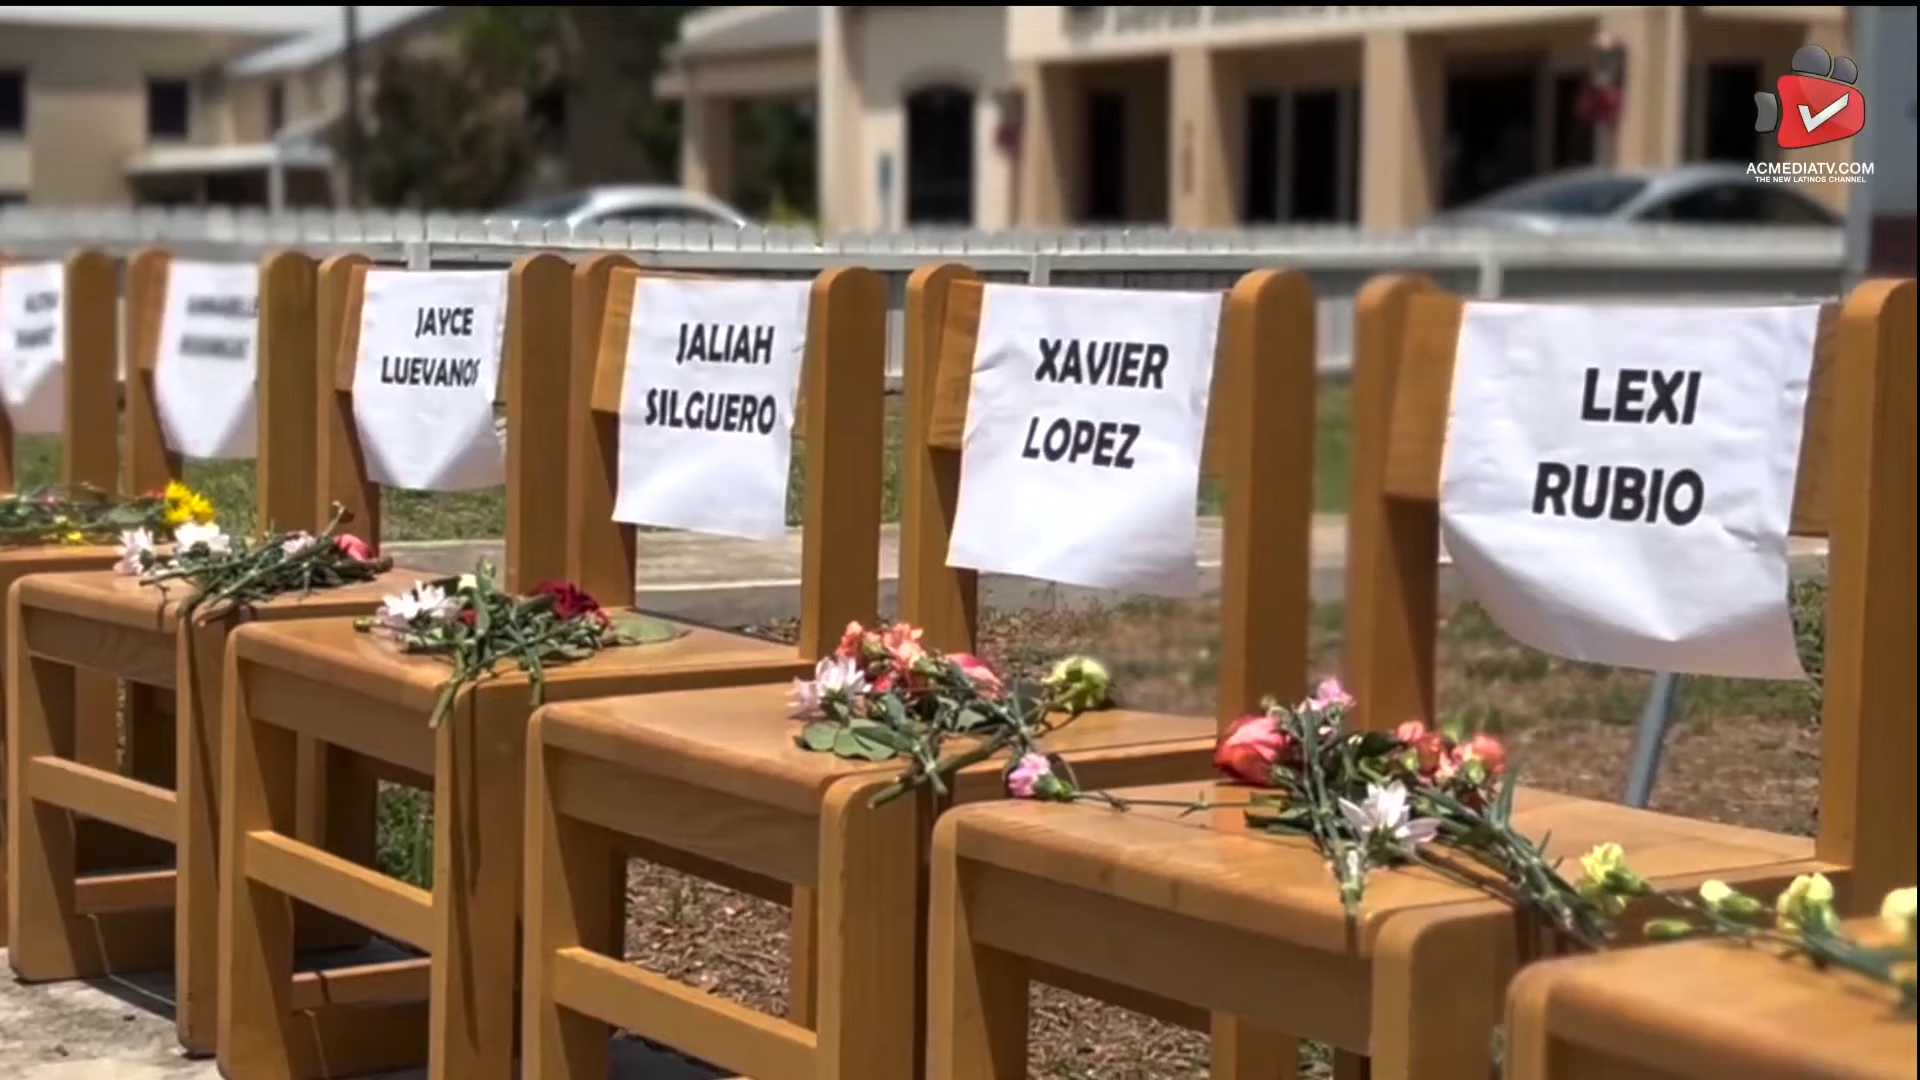 ACMEDIATV.COM
THE NEW LATINOS CHANNEL
JAYCE
LUEVANOS
JALIAH
SILGUERO
XAVIER
LOPEZ
LEXI
RUBIO